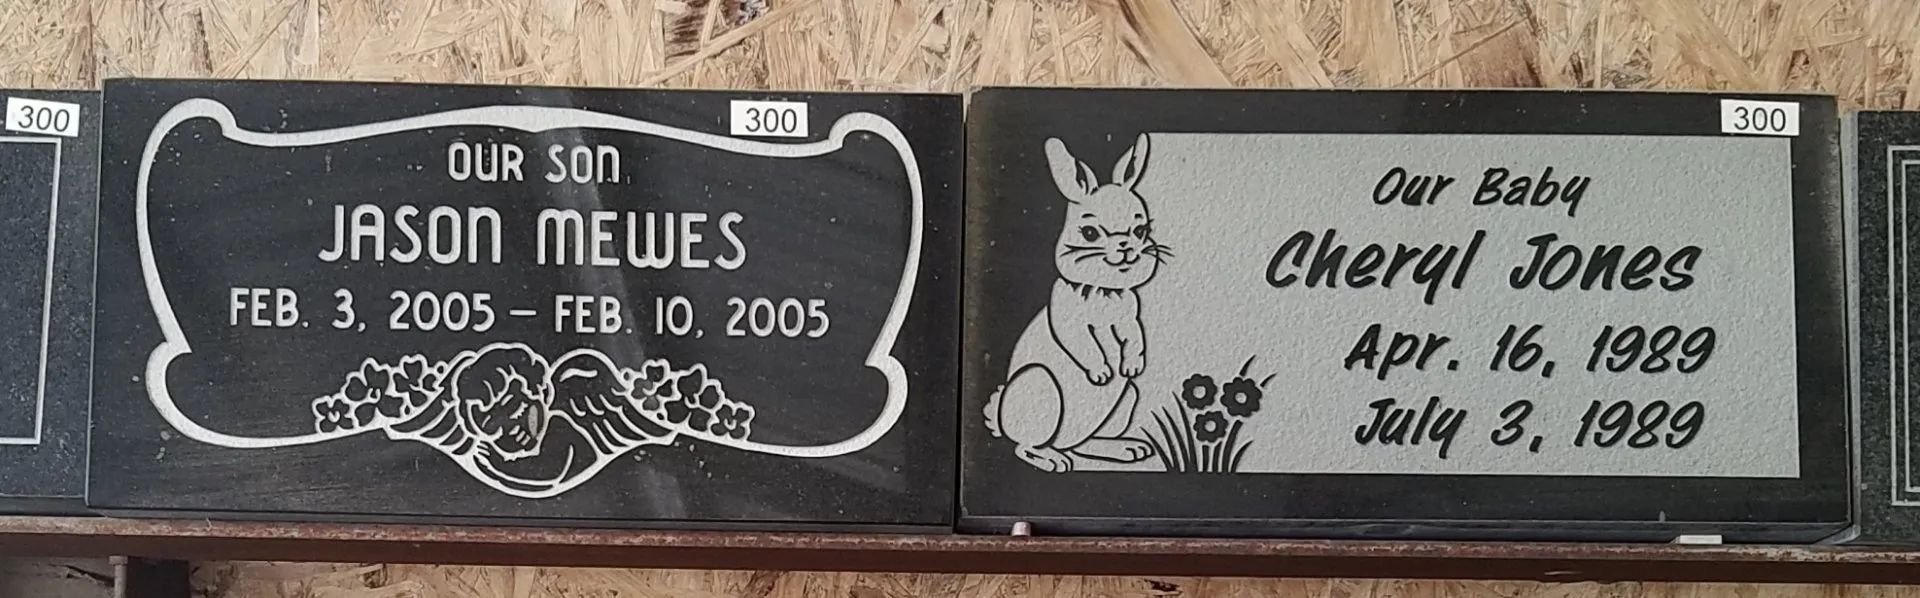 300
300
OUR SON
JASON MEWES
FEB. 3, 2005 – FEB. 10, 2005
300
Our Baby
Cheryl Jones
Apr. 16, 1989
July 3, 1989